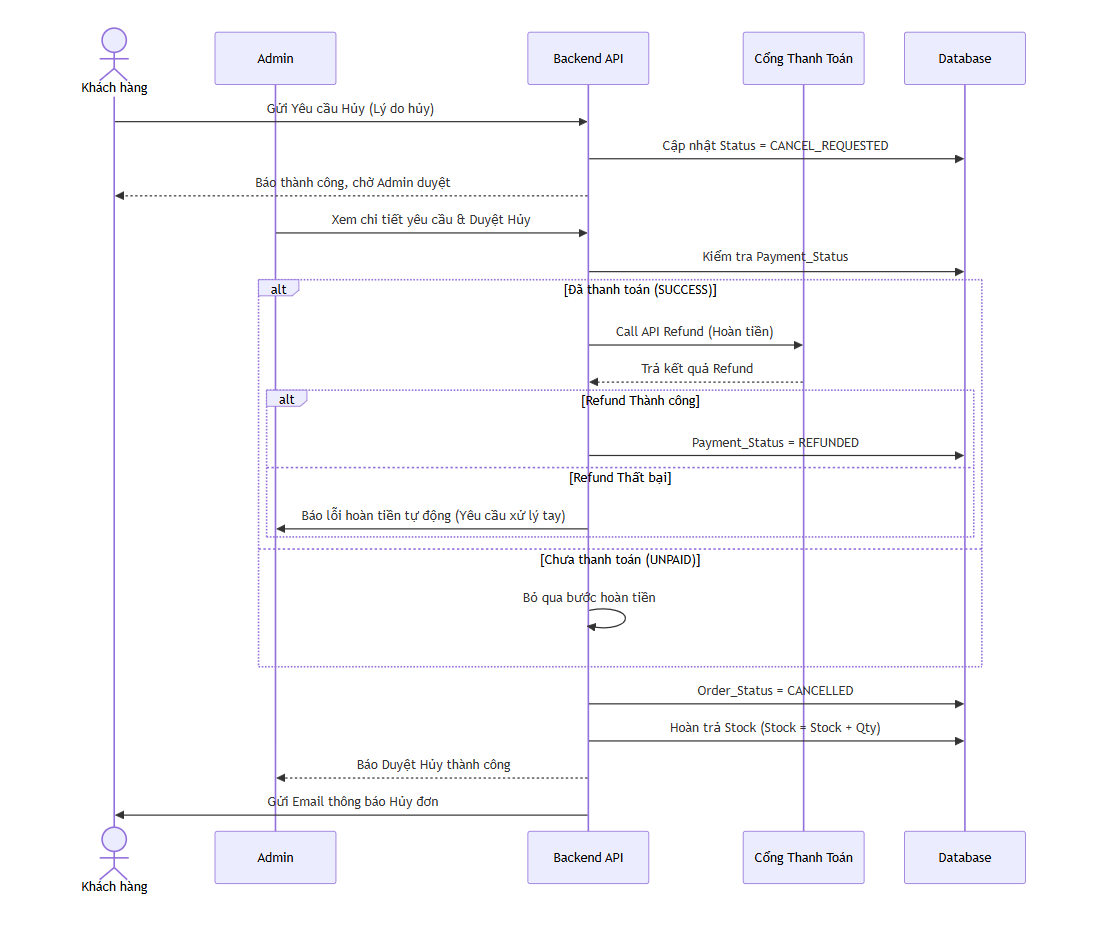 Khách hàng
Admin
Backend API
Cổng Thanh Toán
Database
Gửi Yêu cầu Hủy (Lý do hủy)
Cập nhật Status = CANCEL_REQUESTED
Báo thành công, chờ Admin duyệt
Xem chi tiết yêu cầu & Duyệt Hủy
Kiểm tra Payment_Status
alt
[Đã thanh toán (SUCCESS)]
Call API Refund (Hoàn tiền)
Trả kết quả Refund
alt
[Refund Thành công]
Payment_Status = REFUNDED
[Refund Thất bại]
Báo lỗi hoàn tiền tự động (Yêu cầu xử lý tay)
[Chưa thanh toán (UNPAID)]
Bỏ qua bước hoàn tiền
Order_Status = CANCELLED
Hoàn trả Stock (Stock = Stock + Qty)
Báo Duyệt Hủy thành công
Gửi Email thông báo Hủy đơn
Khách hàng
Admin
Backend API
Cổng Thanh Toán
Database